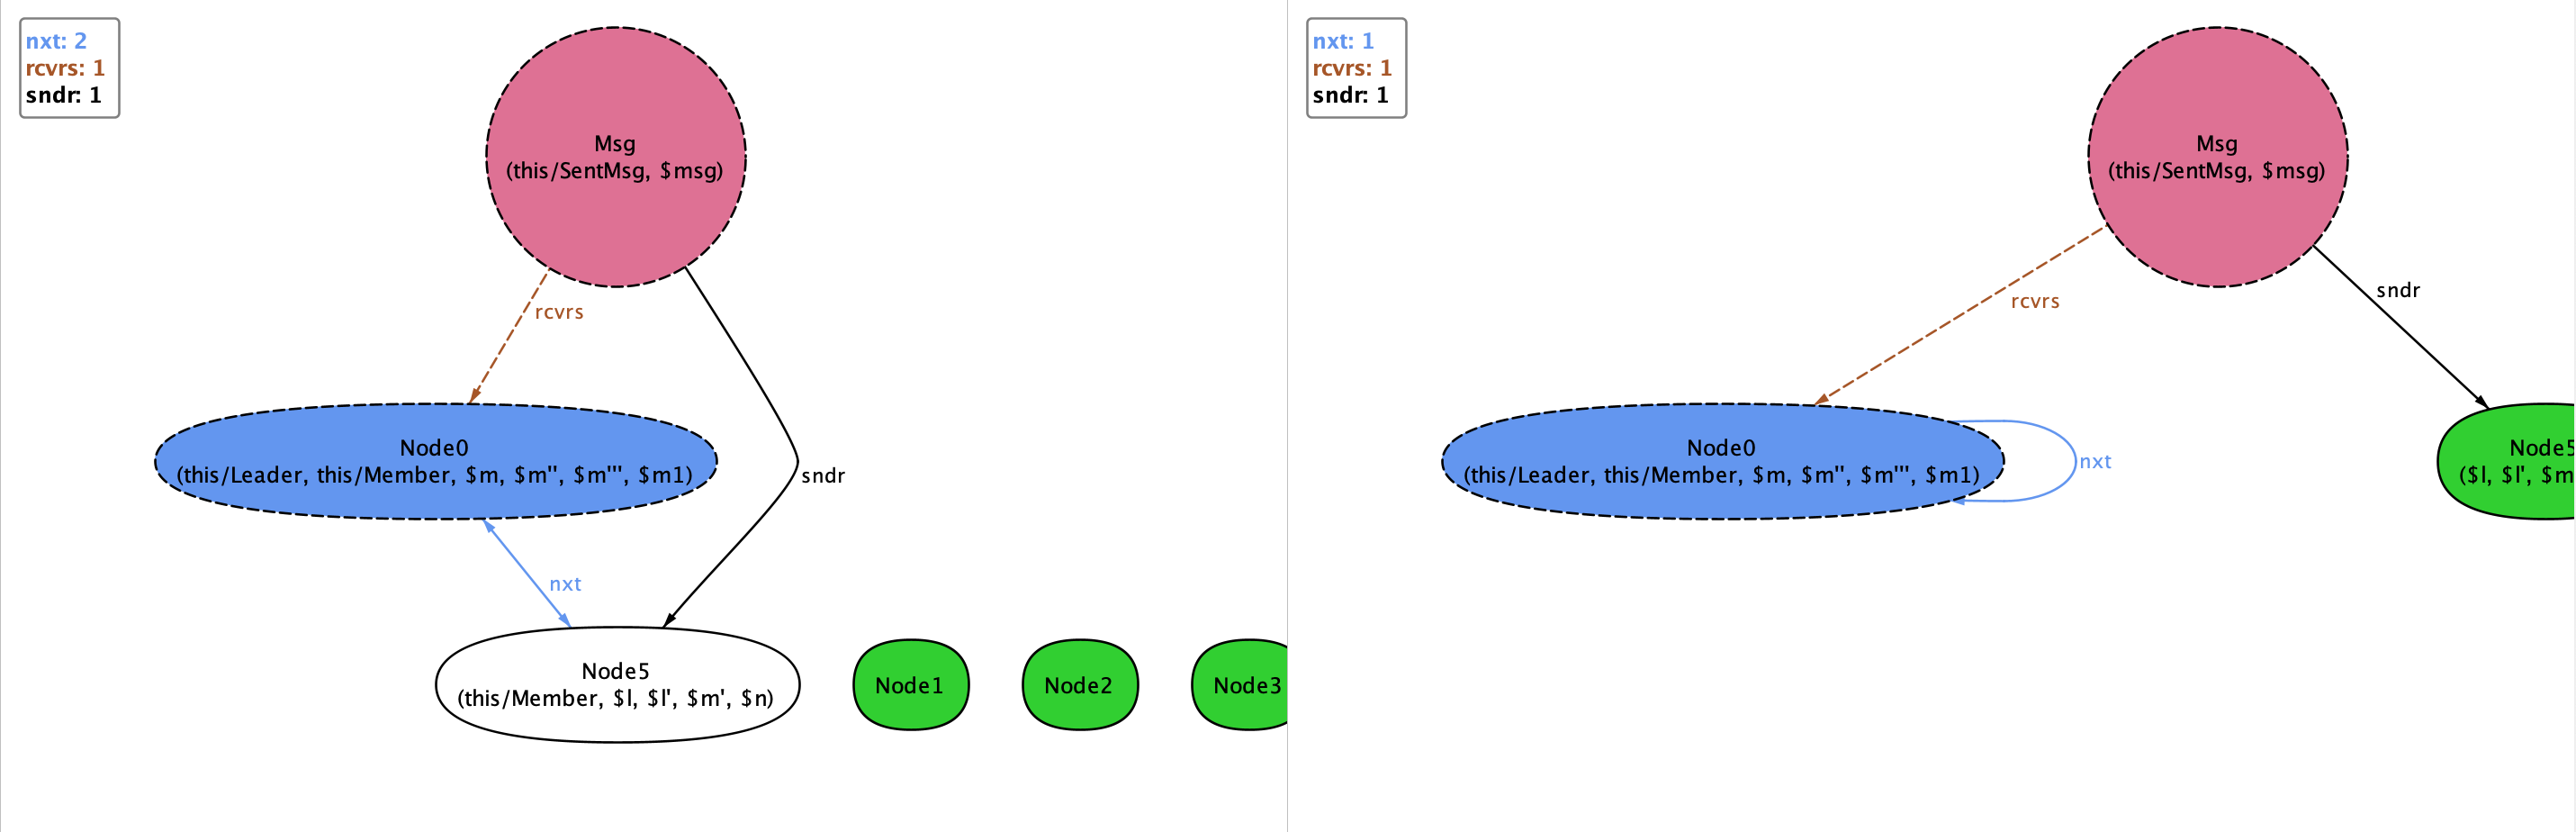 nxt: 2
rcvrs: 1
sndr: 1
Msg
(this/SentMsg, $msg)
rcvrs
Node0
(this/Leader, this/Member, $m, $m", $m"', $m1)
sndr
nxt
Node5
(this/Member, $l, $l', $m', $n)
Node1
Node2
Node3
nxt: 1
rcvrs: 1
sndr: 1
Msg
(this/SentMsg, $msg)
rcvrs
sndr
Node0
(this/Leader, this/Member, $m, $m", $m"', $m1)
nxt
Node5
($l, $l', $m